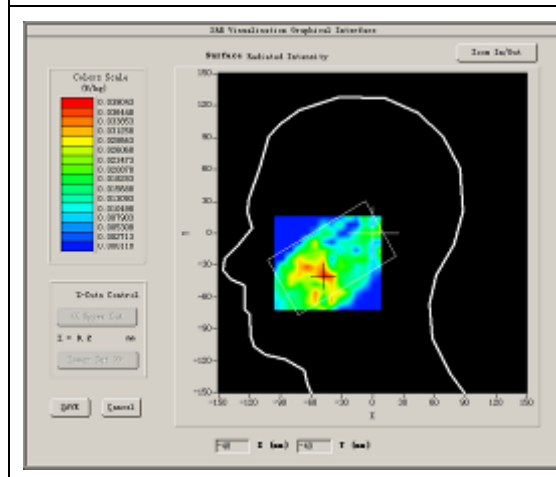 SAR Visualisation Graphical Interface
Surface Radiated Intensity
Zoom In/Out
Colors Scale
(W/kg)
0.039043
0.036448
0.033853
0.031258
0.028663
0.026068
0.023473
0.020878
0.018283
0.015688
0.013093
0.010498
0.007903
0.005308
0.002713
0.000118
150
120
90
60
30
0
-30
-60
-90
-120
-150
Y
-150 -120 -90 -60 -30 0 30 60 90 120 150
X
Z-Data Control
<< Upper Cut
mm
Lower Cut >>
SAVE
Cancel
X (mm)
Y (mm)